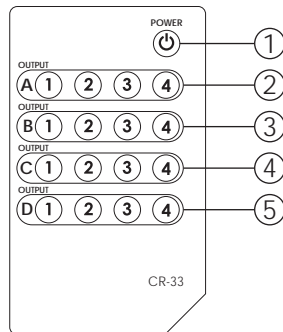 POWER
1
OUTPUT
A 1 2 3 4 2
OUTPUT
B 1 2 3 4 3
OUTPUT
C 1 2 3 4 4
OUTPUT
D 1 2 3 4 5
CR-33